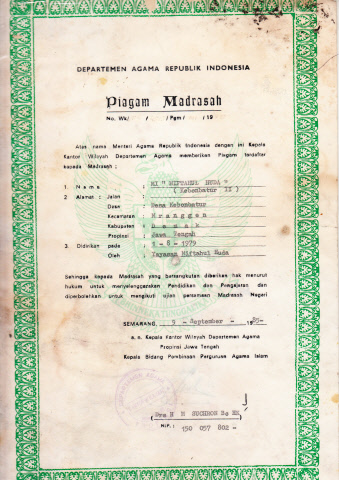 DEPARTEMEN AGAMA REPUBLIK INDONESIA
Piagam Madrasah
No. Wk/ / . /Pgm/ /19
Atas nama Menteri Agama Republik Indonesia dengan ini Kepala
Kantor Wilayah Departemen Agama memberikan Piagam terdaftar
kepada Madrasah ;
1. Nama : MI " MIFTAHUL HUDA "
( Kebonbatur II )
2 Alamat : Jalan :
Desa : Desa Kebonbatur
Kecamatan : Mranggen
Kabupaten : Demak
Propinsi : Jawa Tengah
3. Didirikan pada : 1-8-1979
Oleh : Yayasan Miftahul Huda
Sehingga kepada Madrasah yang bersangkutan diberikan hak menurut
hukum untuk menyelenggarakan Pendidikan dan Pengajaran dan
diperbolehkan untuk mengikuti ujian persamaan Madrasah Negeri
SEMARANG, 9 - September - 19
a. n. Kepala Kantor Wilayah Departemen Agama
Propinsi Jawa Tengah
Kepala Bidang Pembinaan Perguruan Agama Islam
NIP. : 150 057 802 -